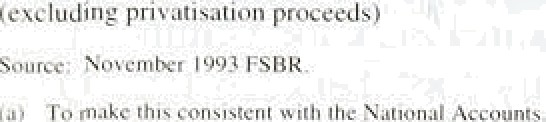 (excluding privatisation proceeds)
Source: November 1993 FSBR.
(a) To make this consistent with the National Accounts,